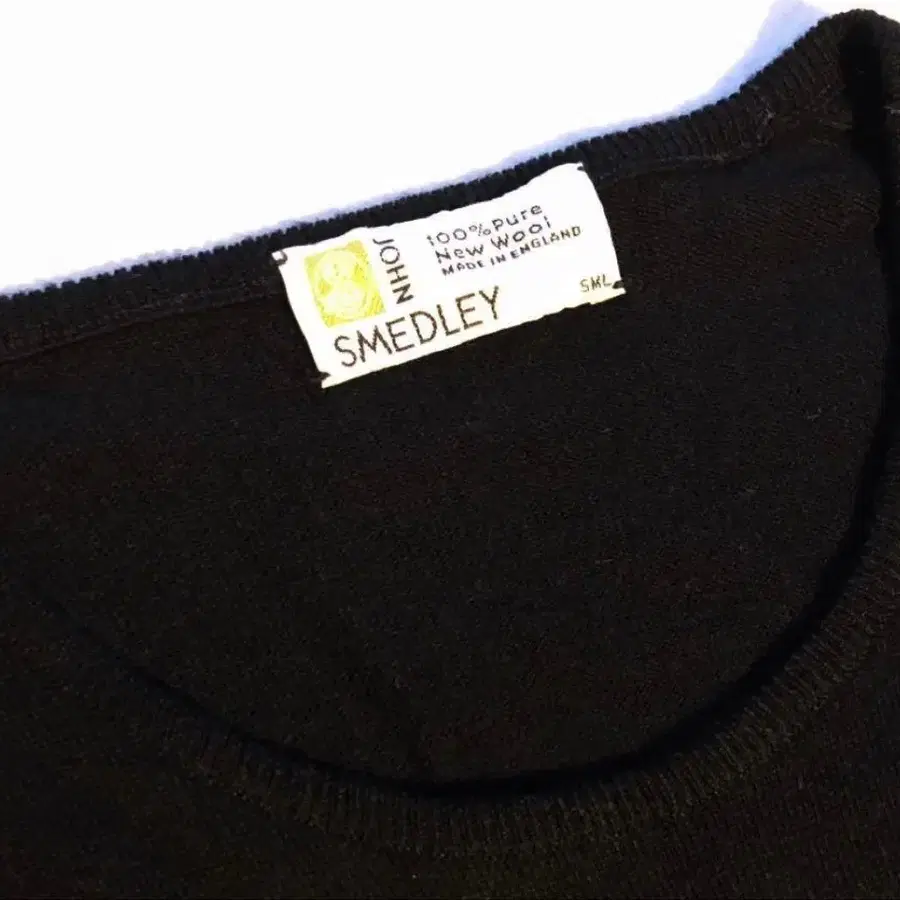 JOHN
SMEDLEY
100% Pure
New Wool
MADE IN ENGLAND
SML